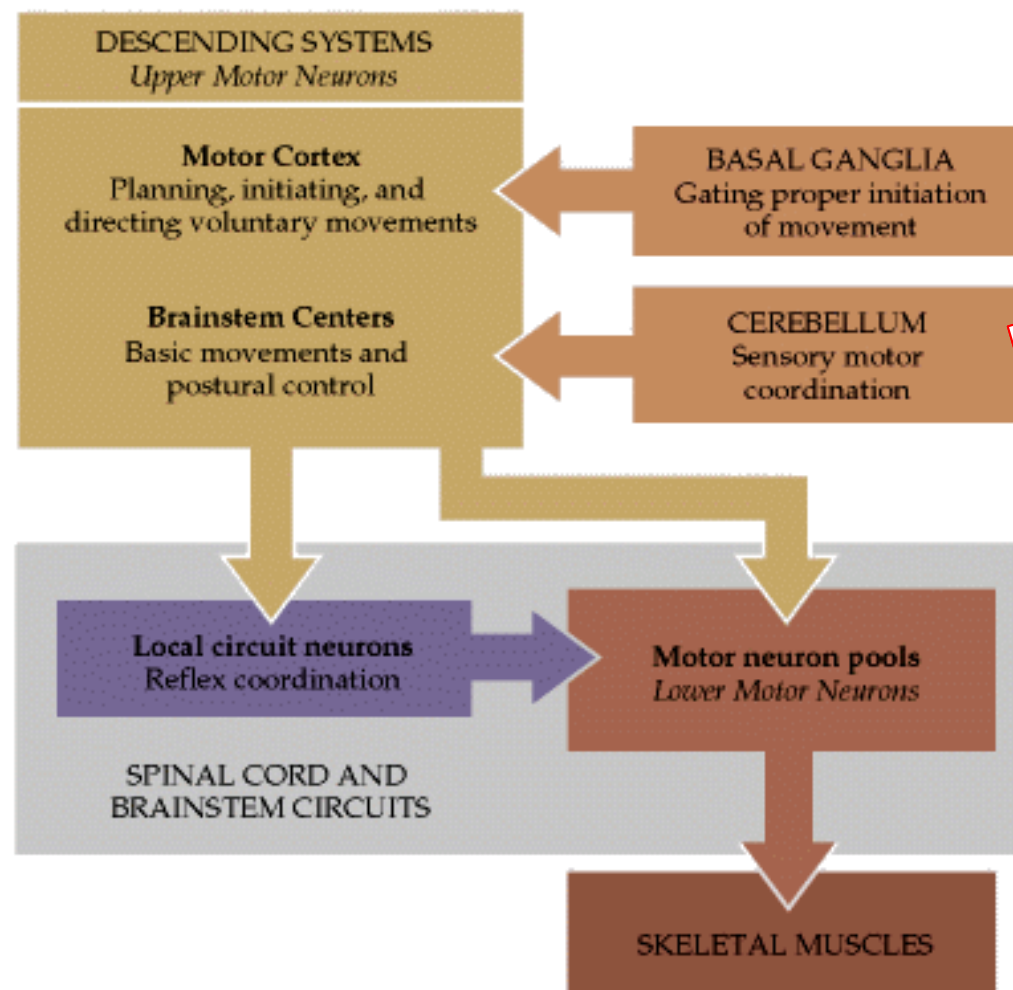 DESCENDING SYSTEMS
Upper Motor Neurons
Motor Cortex
Planning, initiating, and
directing voluntary movements
Brainstem Centers
Basic movements and
postural control
BASAL GANGLIA
Gating proper initiation
of movement
CEREBELLUM
Sensory motor
coordination
Local circuit neurons
Reflex coordination
Motor neuron pools
Lower Motor Neurons
SPINAL CORD AND
BRAINSTEM CIRCUITS
SKELETAL MUSCLES